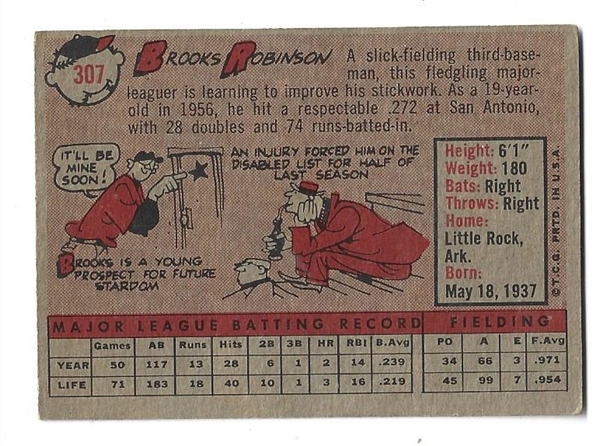 307
BROOKS ROBINSON
A slick-fielding third-base-
man, this fledgling major-
leaguer is learning to improve his stickwork. As a 19-year-
old in 1956, he hit a respectable .272 at San Antonio,
with 28 doubles and 74 runs-batted-in.
IT'LL BE
MINE
SOON!
BROOKS IS A YOUNG
PROSPECT FOR FUTURE
STARDOM
AN INJURY FORCED HIM ON THE
DISABLED LIST FOR HALF OF
LAST SEASON
Height: 6'1"
Weight: 180
Bats: Right
Throws: Right
Home:
Little Rock,
Ark.
Born:
May 18, 1937
© T.C.G. PRTD. IN U.S.A.
MAJOR LEAGUE BATTING RECORD FIELDING
Games AB Runs Hits 2B 3B HR RBI B.Avg PO A E F.Avg
YEAR 50 117 13 28 6 1 2 14 .239 34 66 3 .971
LIFE 71 183 18 40 10 1 3 16 .219 45 99 7 .954